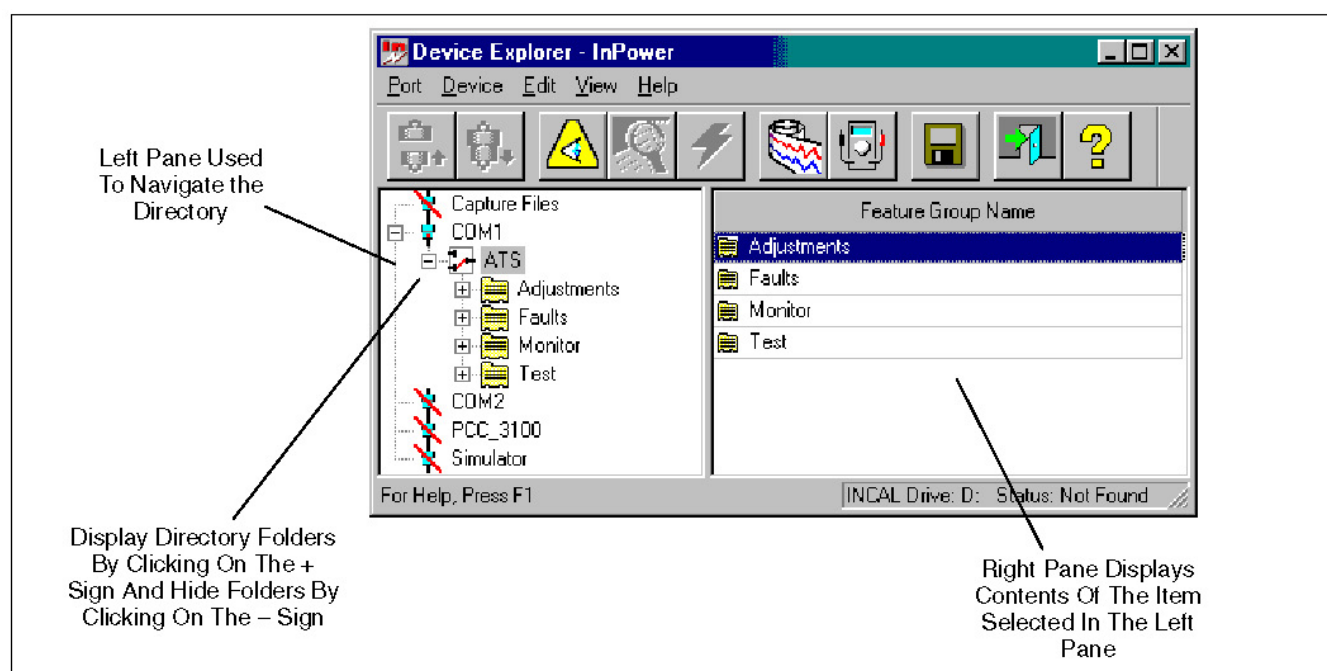 Device Explorer - InPower
Port Device Edit View Help
Left Pane Used
To Navigate the
Directory
Capture Files
COM1
ATS
Adjustments
Faults
Monitor
Test
COM2
PCC_3100
Simulator
Feature Group Name
Adjustments
Faults
Monitor
Test
For Help, Press F1
INCAL Drive: D: Status: Not Found
Display Directory Folders
By Clicking On The +
Sign And Hide Folders By
Clicking On The – Sign
Right Pane Displays
Contents Of The Item
Selected In The Left
Pane